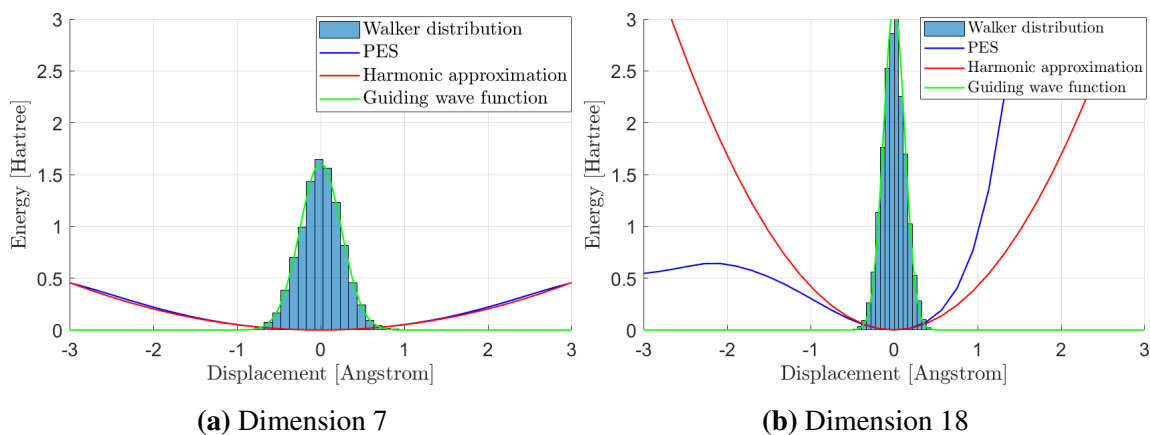 3
2.5
2
1.5
1
0.5
0
Energy [Hartree]
-3 -2 -1 0 1 2 3
Displacement [Angstrom]
Walker distribution
PES
Harmonic approximation
Guiding wave function
(a) Dimension 7
3
2.5
2
1.5
1
0.5
0
Energy [Hartree]
-3 -2 -1 0 1 2 3
Displacement [Angstrom]
Walker distribution
PES
Harmonic approximation
Guiding wave function
(b) Dimension 18